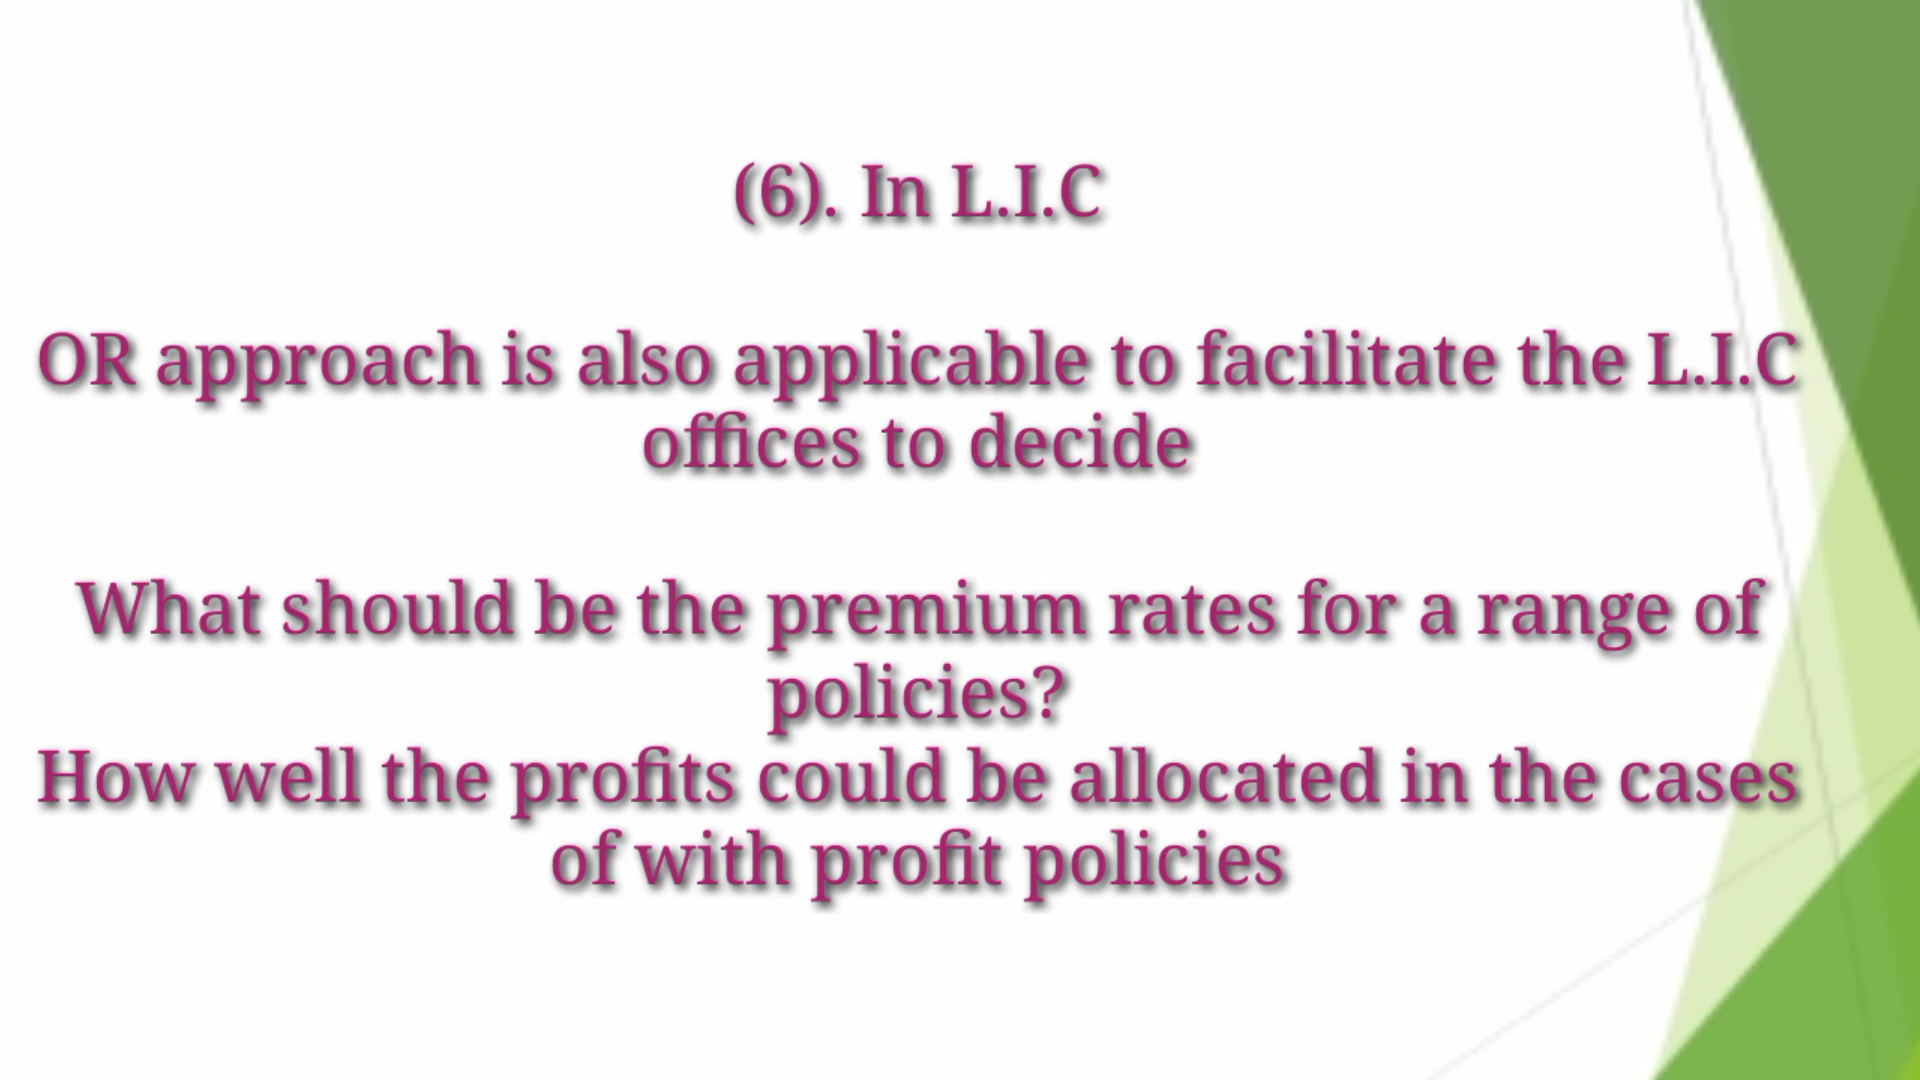 (6). In L.I.C
OR approach is also applicable to facilitate the L.I.C
offices to decide
What should be the premium rates for a range of
policies?
How well the profits could be allocated in the cases
of with profit policies